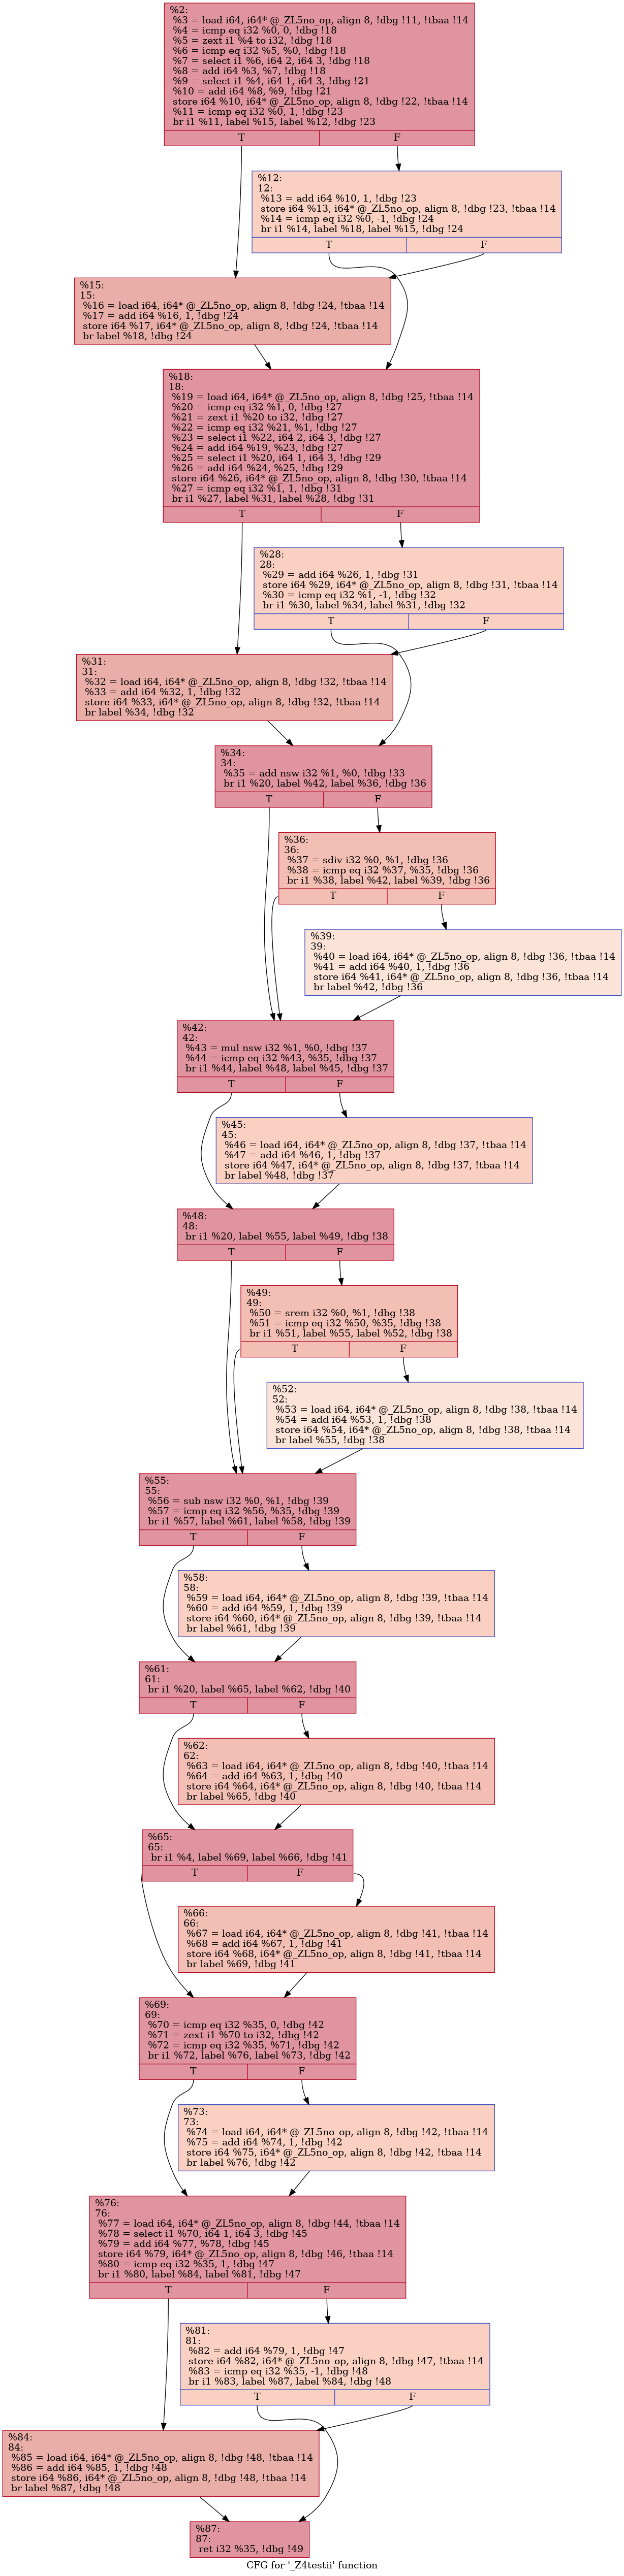 %2:
%3 = load i64, i64* @_ZL5no_op, align 8, !dbg !11, !tbaa !14
%4 = icmp eq i32 %0, 0, !dbg !18
%5 = zext i1 %4 to i32, !dbg !18
%6 = icmp eq i32 %5, %0, !dbg !18
%7 = select i1 %6, i64 2, i64 3, !dbg !18
%8 = add i64 %3, %7, !dbg !18
%9 = select i1 %4, i64 1, i64 3, !dbg !21
%10 = add i64 %8, %9, !dbg !21
store i64 %10, i64* @_ZL5no_op, align 8, !dbg !22, !tbaa !14
%11 = icmp eq i32 %0, 1, !dbg !23
br i1 %11, label %15, label %12, !dbg !23
T F
%12:
12:
%13 = add i64 %10, 1, !dbg !23
store i64 %13, i64* @_ZL5no_op, align 8, !dbg !23, !tbaa !14
%14 = icmp eq i32 %0, -1, !dbg !24
br i1 %14, label %18, label %15, !dbg !24
T F
%15:
15:
%16 = load i64, i64* @_ZL5no_op, align 8, !dbg !24, !tbaa !14
%17 = add i64 %16, 1, !dbg !24
store i64 %17, i64* @_ZL5no_op, align 8, !dbg !24, !tbaa !14
br label %18, !dbg !24
%18:
18:
%19 = load i64, i64* @_ZL5no_op, align 8, !dbg !25, !tbaa !14
%20 = icmp eq i32 %1, 0, !dbg !27
%21 = zext i1 %20 to i32, !dbg !27
%22 = icmp eq i32 %21, %1, !dbg !27
%23 = select i1 %22, i64 2, i64 3, !dbg !27
%24 = add i64 %19, %23, !dbg !27
%25 = select i1 %20, i64 1, i64 3, !dbg !29
%26 = add i64 %24, %25, !dbg !29
store i64 %26, i64* @_ZL5no_op, align 8, !dbg !30, !tbaa !14
%27 = icmp eq i32 %1, 1, !dbg !31
br i1 %27, label %31, label %28, !dbg !31
T F
%28:
28:
%29 = add i64 %26, 1, !dbg !31
store i64 %29, i64* @_ZL5no_op, align 8, !dbg !31, !tbaa !14
%30 = icmp eq i32 %1, -1, !dbg !32
br i1 %30, label %34, label %31, !dbg !32
T F
%31:
31:
%32 = load i64, i64* @_ZL5no_op, align 8, !dbg !32, !tbaa !14
%33 = add i64 %32, 1, !dbg !32
store i64 %33, i64* @_ZL5no_op, align 8, !dbg !32, !tbaa !14
br label %34, !dbg !32
%34:
34:
%35 = add nsw i32 %1, %0, !dbg !33
br i1 %20, label %42, label %36, !dbg !36
T F
%36:
36:
%37 = sdiv i32 %0, %1, !dbg !36
%38 = icmp eq i32 %37, %35, !dbg !36
br i1 %38, label %42, label %39, !dbg !36
T F
%39:
39:
%40 = load i64, i64* @_ZL5no_op, align 8, !dbg !36, !tbaa !14
%41 = add i64 %40, 1, !dbg !36
store i64 %41, i64* @_ZL5no_op, align 8, !dbg !36, !tbaa !14
br label %42, !dbg !36
%42:
42:
%43 = mul nsw i32 %1, %0, !dbg !37
%44 = icmp eq i32 %43, %35, !dbg !37
br i1 %44, label %48, label %45, !dbg !37
T F
%45:
45:
%46 = load i64, i64* @_ZL5no_op, align 8, !dbg !37, !tbaa !14
%47 = add i64 %46, 1, !dbg !37
store i64 %47, i64* @_ZL5no_op, align 8, !dbg !37, !tbaa !14
br label %48, !dbg !37
%48:
48:
br i1 %20, label %55, label %49, !dbg !38
T F
%49:
49:
%50 = srem i32 %0, %1, !dbg !38
%51 = icmp eq i32 %50, %35, !dbg !38
br i1 %51, label %55, label %52, !dbg !38
T F
%52:
52:
%53 = load i64, i64* @_ZL5no_op, align 8, !dbg !38, !tbaa !14
%54 = add i64 %53, 1, !dbg !38
store i64 %54, i64* @_ZL5no_op, align 8, !dbg !38, !tbaa !14
br label %55, !dbg !38
%55:
55:
%56 = sub nsw i32 %0, %1, !dbg !39
%57 = icmp eq i32 %56, %35, !dbg !39
br i1 %57, label %61, label %58, !dbg !39
T F
%58:
58:
%59 = load i64, i64* @_ZL5no_op, align 8, !dbg !39, !tbaa !14
%60 = add i64 %59, 1, !dbg !39
store i64 %60, i64* @_ZL5no_op, align 8, !dbg !39, !tbaa !14
br label %61, !dbg !39
%61:
61:
br i1 %20, label %65, label %62, !dbg !40
T F
%62:
62:
%63 = load i64, i64* @_ZL5no_op, align 8, !dbg !40, !tbaa !14
%64 = add i64 %63, 1, !dbg !40
store i64 %64, i64* @_ZL5no_op, align 8, !dbg !40, !tbaa !14
br label %65, !dbg !40
%65:
65:
br i1 %4, label %69, label %66, !dbg !41
T F
%66:
66:
%67 = load i64, i64* @_ZL5no_op, align 8, !dbg !41, !tbaa !14
%68 = add i64 %67, 1, !dbg !41
store i64 %68, i64* @_ZL5no_op, align 8, !dbg !41, !tbaa !14
br label %69, !dbg !41
%69:
69:
%70 = icmp eq i32 %35, 0, !dbg !42
%71 = zext i1 %70 to i32, !dbg !42
%72 = icmp eq i32 %35, %71, !dbg !42
br i1 %72, label %76, label %73, !dbg !42
T F
%73:
73:
%74 = load i64, i64* @_ZL5no_op, align 8, !dbg !42, !tbaa !14
%75 = add i64 %74, 1, !dbg !42
store i64 %75, i64* @_ZL5no_op, align 8, !dbg !42, !tbaa !14
br label %76, !dbg !42
%76:
76:
%77 = load i64, i64* @_ZL5no_op, align 8, !dbg !44, !tbaa !14
%78 = select i1 %70, i64 1, i64 3, !dbg !45
%79 = add i64 %77, %78, !dbg !45
store i64 %79, i64* @_ZL5no_op, align 8, !dbg !46, !tbaa !14
%80 = icmp eq i32 %35, 1, !dbg !47
br i1 %80, label %84, label %81, !dbg !47
T F
%81:
81:
%82 = add i64 %79, 1, !dbg !47
store i64 %82, i64* @_ZL5no_op, align 8, !dbg !47, !tbaa !14
%83 = icmp eq i32 %35, -1, !dbg !48
br i1 %83, label %87, label %84, !dbg !48
T F
%84:
84:
%85 = load i64, i64* @_ZL5no_op, align 8, !dbg !48, !tbaa !14
%86 = add i64 %85, 1, !dbg !48
store i64 %86, i64* @_ZL5no_op, align 8, !dbg !48, !tbaa !14
br label %87, !dbg !48
%87:
87:
ret i32 %35, !dbg !49
CFG for '_Z4testii' function